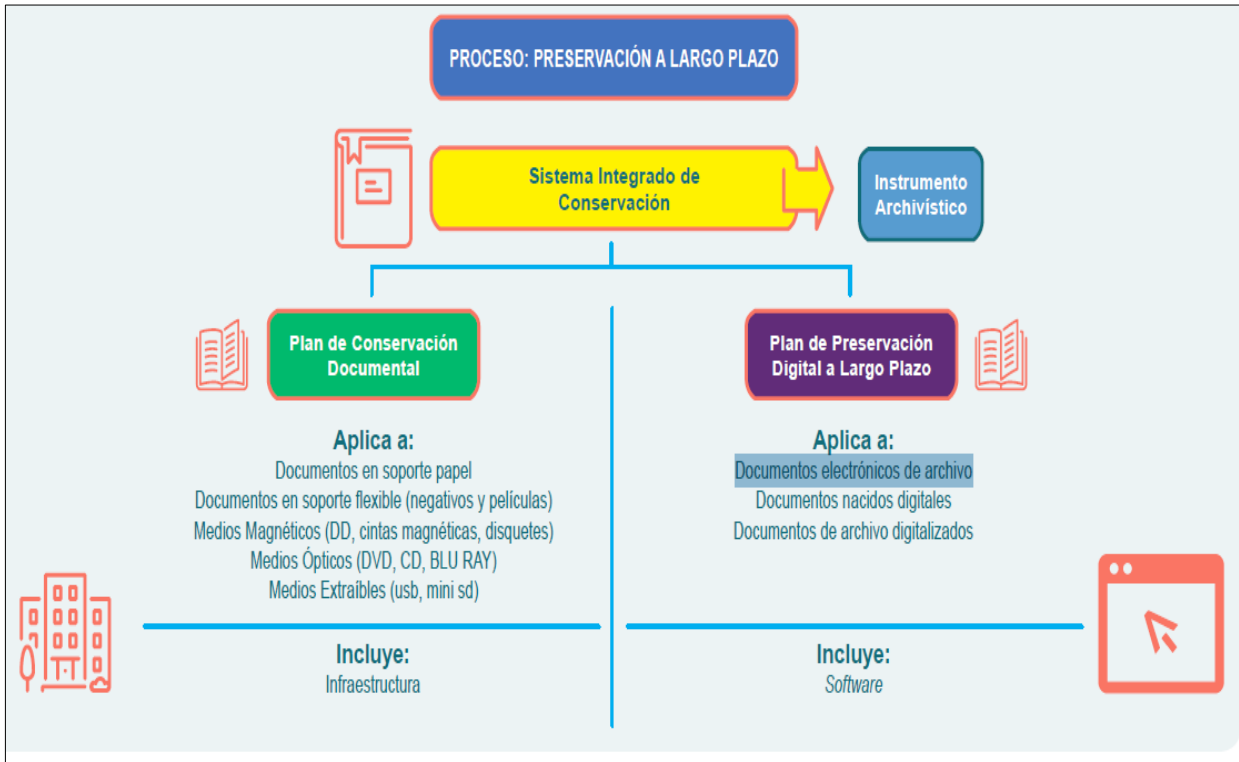 PROCESO: PRESERVACIÓN A LARGO PLAZO
Sistema Integrado de
Conservación
Instrumento
Archivístico
Plan de Conservación
Documental
Aplica a:
Documentos en soporte papel
Documentos en soporte flexible (negativos y películas)
Medios Magnéticos (DD, cintas magnéticas, disquetes)
Medios Ópticos (DVD, CD, BLU RAY)
Medios Extraíbles (usb, mini sd)
Incluye:
Infraestructura
Plan de Preservación
Digital a Largo Plazo
Aplica a:
Documentos electrónicos de archivo
Documentos nacidos digitales
Documentos de archivo digitalizados
Incluye:
Software